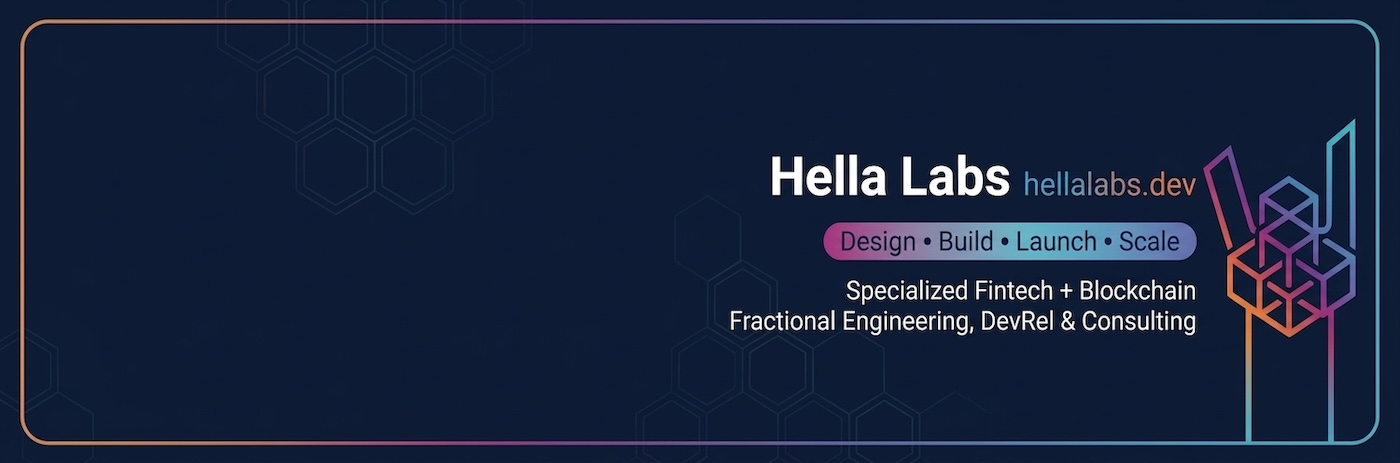 Hella Labs hellalabs.dev
Design • Build • Launch • Scale
Specialized Fintech + Blockchain
Fractional Engineering, DevRel & Consulting